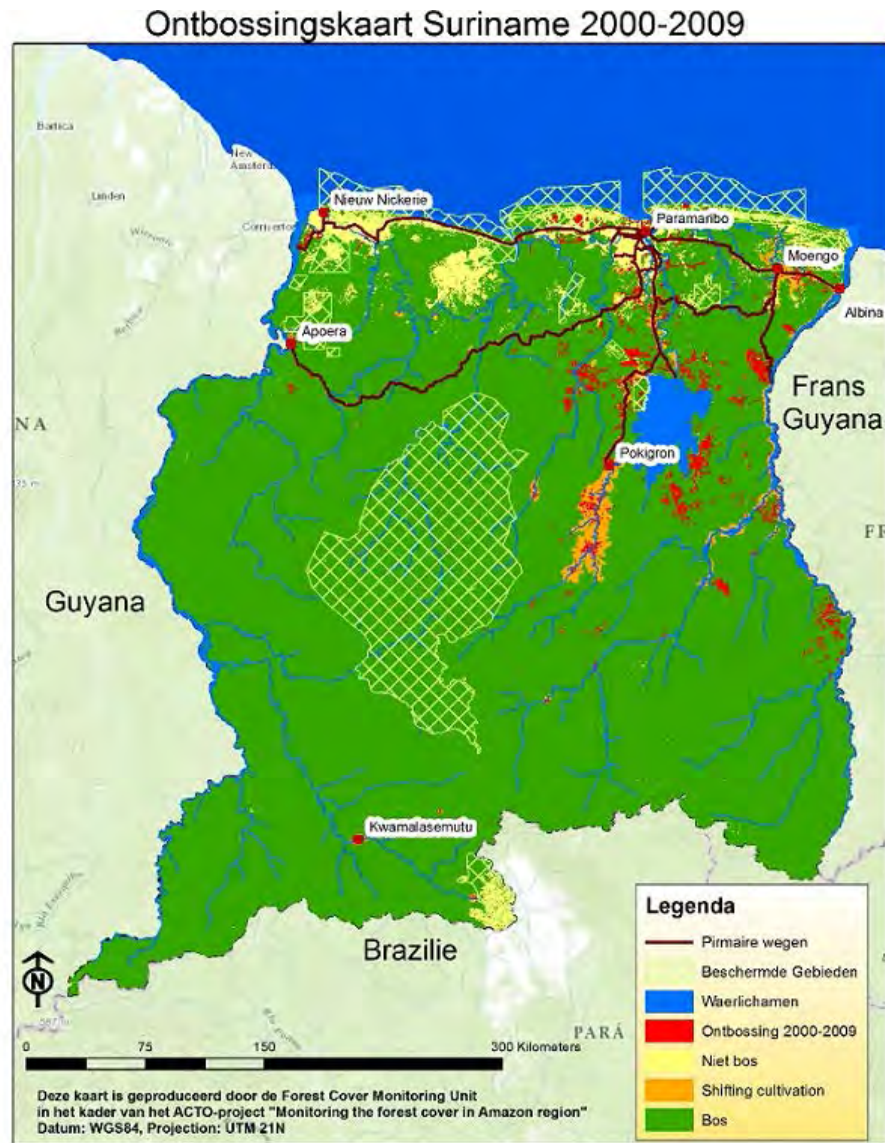 Ontbossingskaart Suriname 2000-2009
Bartica
New
Amsterd
Linden
Nieuw Nickerie
Paramaribo
Corriverton
Moengo
Albina
Apoera
Frans
Guyana
NA
Pokigron
FR
Guyana
Kwamalasemutu
Brazilie
PARÁ
N
0 75 150 300 Kilometers
Deze kaart is geproduceerd door de Forest Cover Monitoring Unit
in het kader van het ACTO-project "Monitoring the forest cover in Amazon region"
Datum: WGS84, Projection: UTM 21N
Legenda
Pirmaire wegen
Beschermde Gebieden
Waerlichamen
Ontbossing 2000-2009
Niet bos
Shifting cultivation
Bos